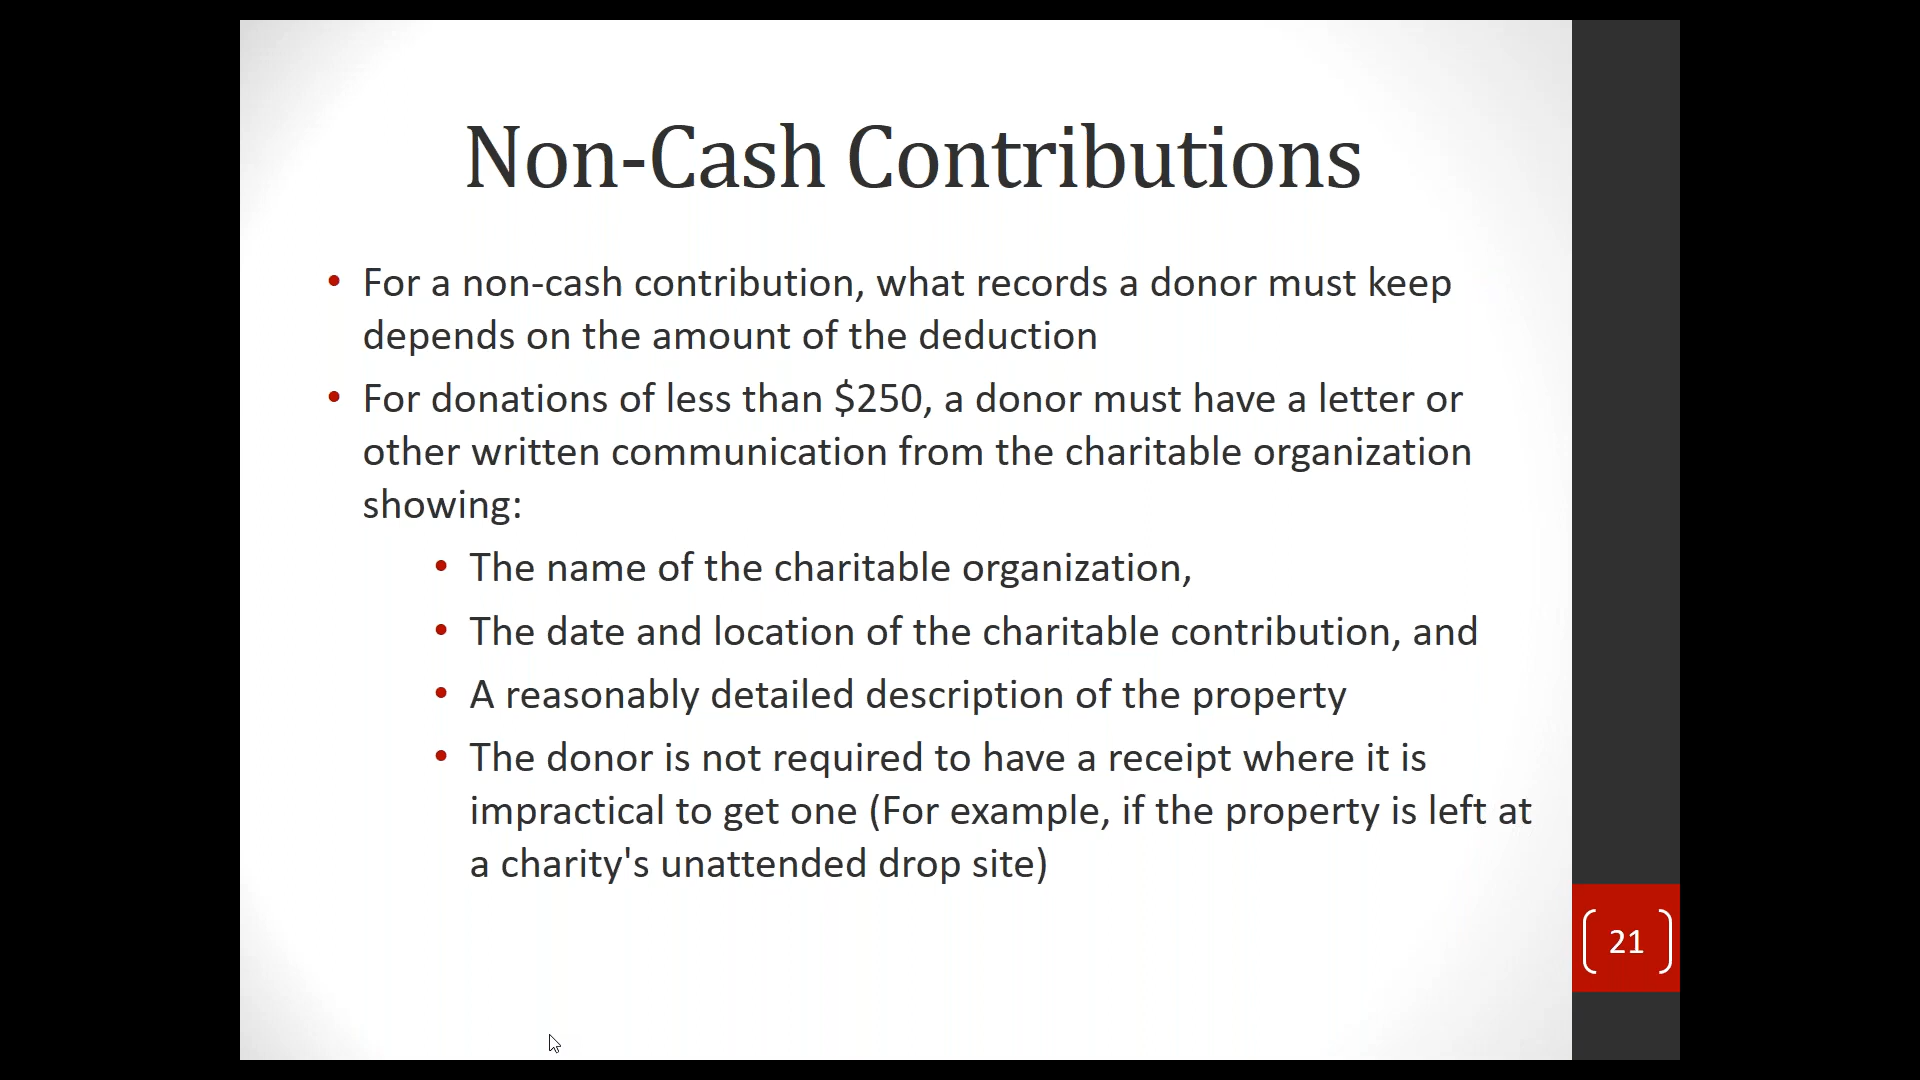 Non-Cash Contributions
• For a non-cash contribution, what records a donor must keep
depends on the amount of the deduction
• For donations of less than $250, a donor must have a letter or
other written communication from the charitable organization
showing:
• The name of the charitable organization,
• The date and location of the charitable contribution, and
• A reasonably detailed description of the property
• The donor is not required to have a receipt where it is
impractical to get one (For example, if the property is left at
a charity's unattended drop site)
21